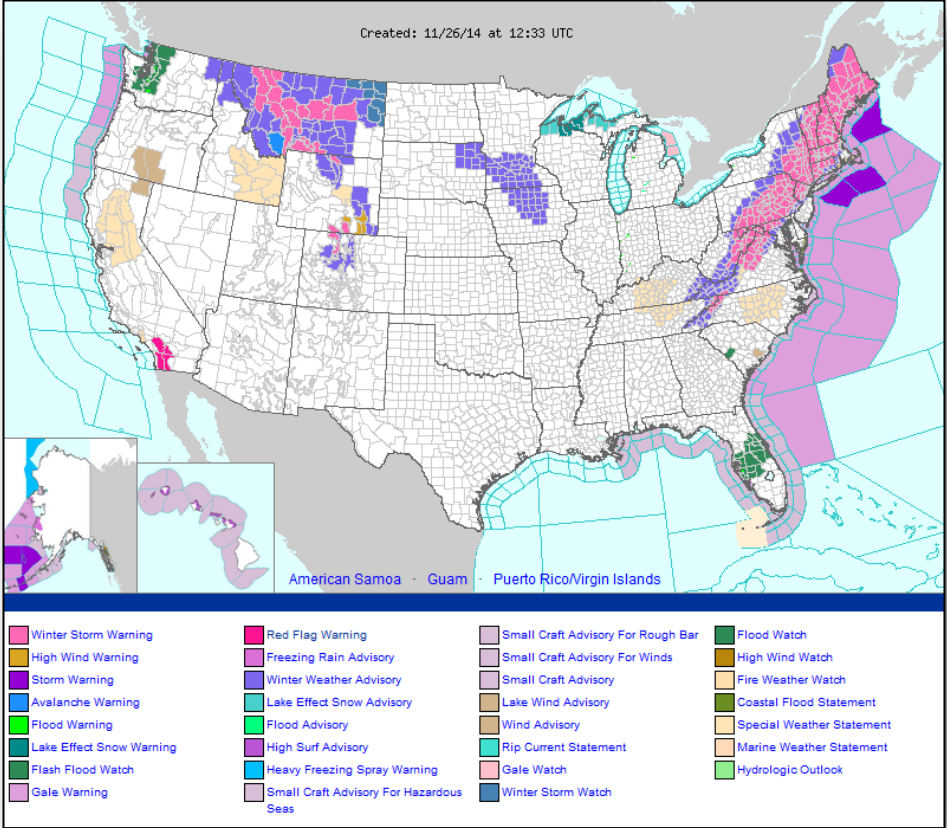 Created: 11/26/14 at 12:33 UTC
American Samoa · Guam · Puerto Rico/Virgin Islands
Winter Storm Warning
High Wind Warning
Storm Warning
Avalanche Warning
Flood Warning
Lake Effect Snow Warning
Flash Flood Watch
Gale Warning
Red Flag Warning
Freezing Rain Advisory
Winter Weather Advisory
Lake Effect Snow Advisory
Flood Advisory
High Surf Advisory
Heavy Freezing Spray Warning
Small Craft Advisory For Hazardous
Seas
Small Craft Advisory For Rough Bar
Small Craft Advisory For Winds
Small Craft Advisory
Lake Wind Advisory
Wind Advisory
Rip Current Statement
Gale Watch
Winter Storm Watch
Flood Watch
High Wind Watch
Fire Weather Watch
Coastal Flood Statement
Special Weather Statement
Marine Weather Statement
Hydrologic Outlook